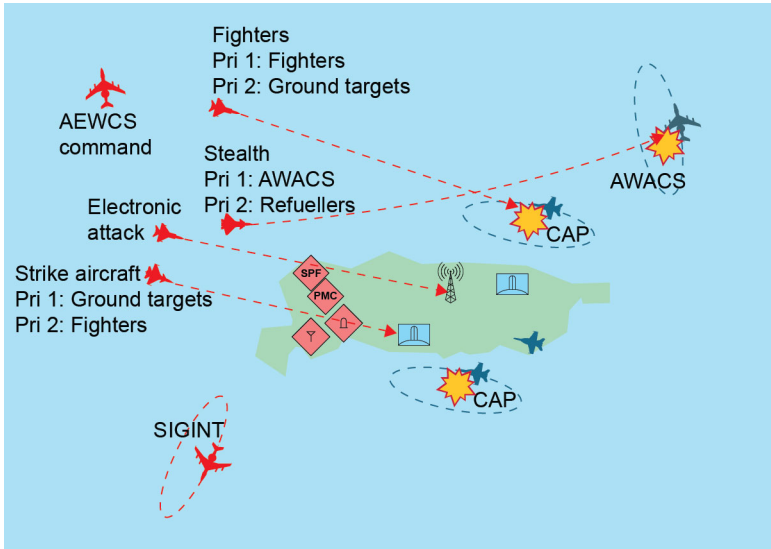 Fighters
Pri 1: Fighters
Pri 2: Ground targets
AEWCS
command
Stealth
Pri 1: AWACS
Pri 2: Refuellers
AWACS
Electronic
attack
CAP
Strike aircraft
Pri 1: Ground targets
Pri 2: Fighters
SPF
PMC
CAP
SIGINT